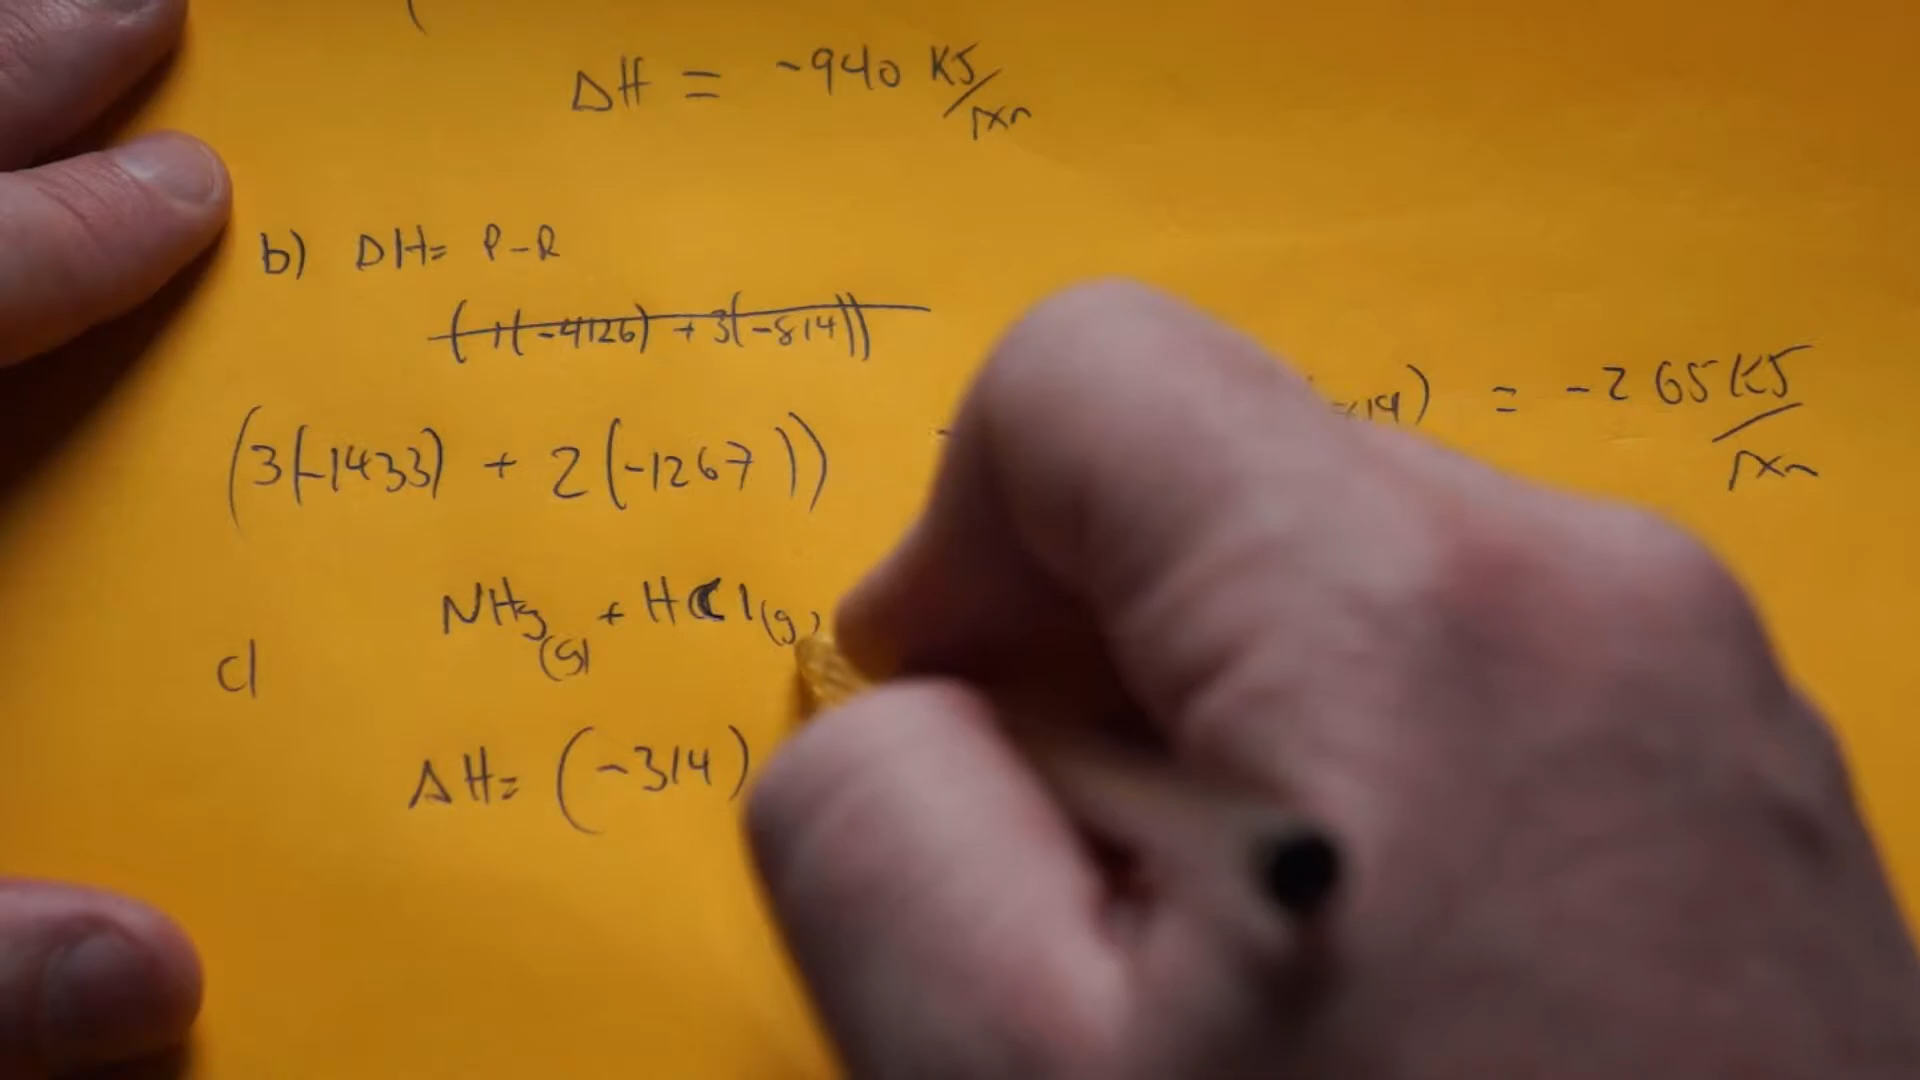 ΔH = -940 KJ/rxn
b) ΔH= P-R
(1(-4126) + 3(-814))
(3(-1433) + 2(-1267)) = -265 KJ/rxn
NH3(g) + HCl(g)
c)
ΔH= (-314)